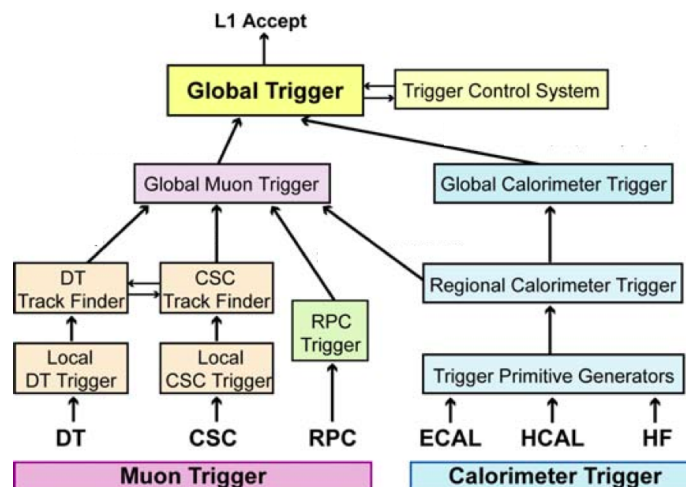 L1 Accept
Global Trigger
Trigger Control System
Global Muon Trigger
Global Calorimeter Trigger
DT
Track Finder
CSC
Track Finder
Regional Calorimeter Trigger
RPC
Trigger
Local
DT Trigger
Local
CSC Trigger
Trigger Primitive Generators
DT
CSC
RPC
ECAL
HCAL
HF
Muon Trigger
Calorimeter Trigger